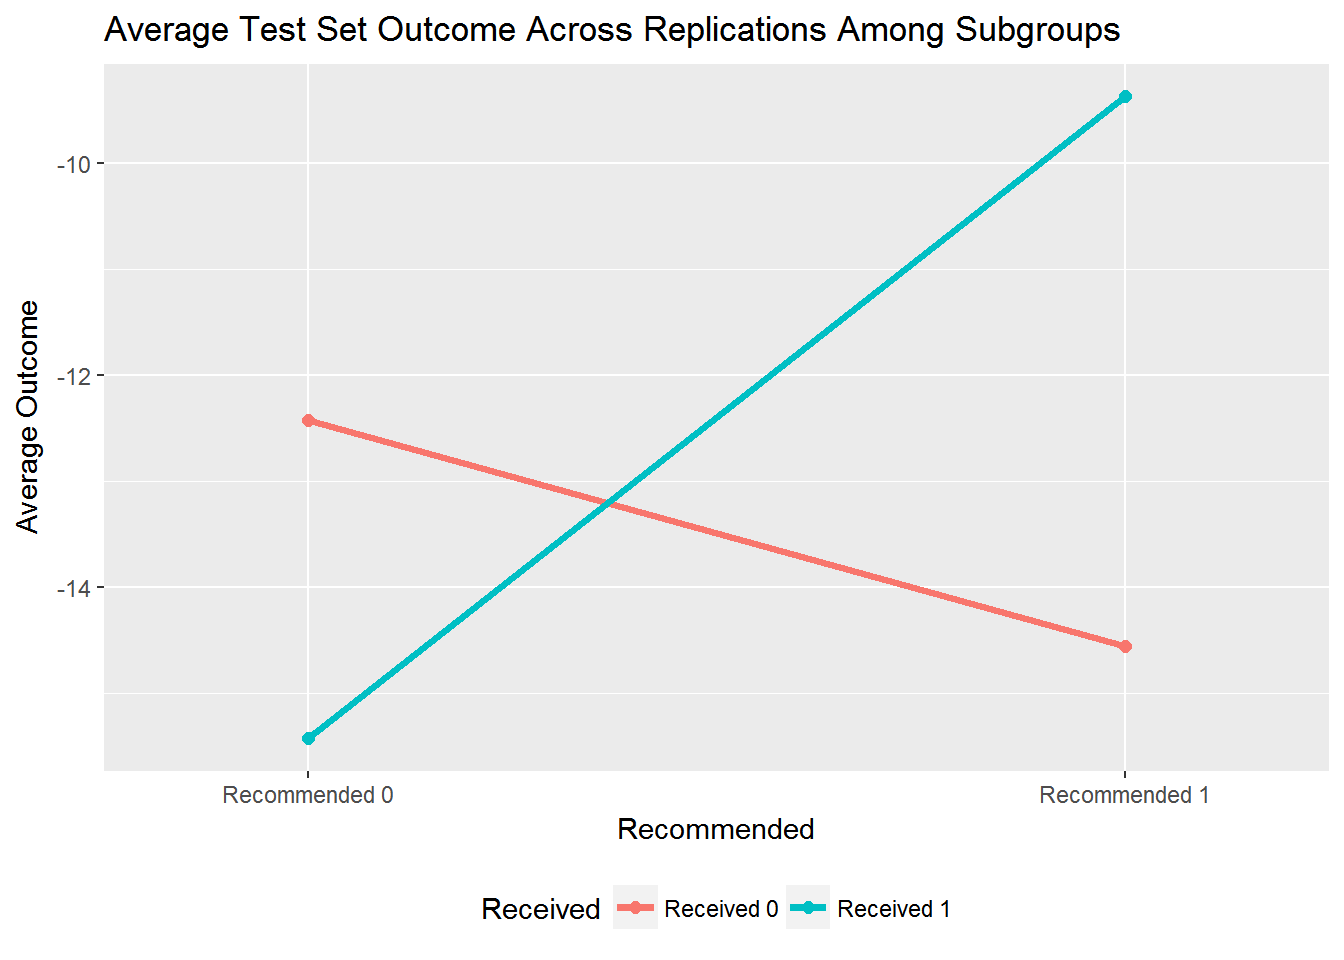 Average Test Set Outcome Across Replications Among Subgroups
Average Outcome
-10
-12
-14
Recommended 0 Recommended 1
Recommended
Received Received 0 Received 1